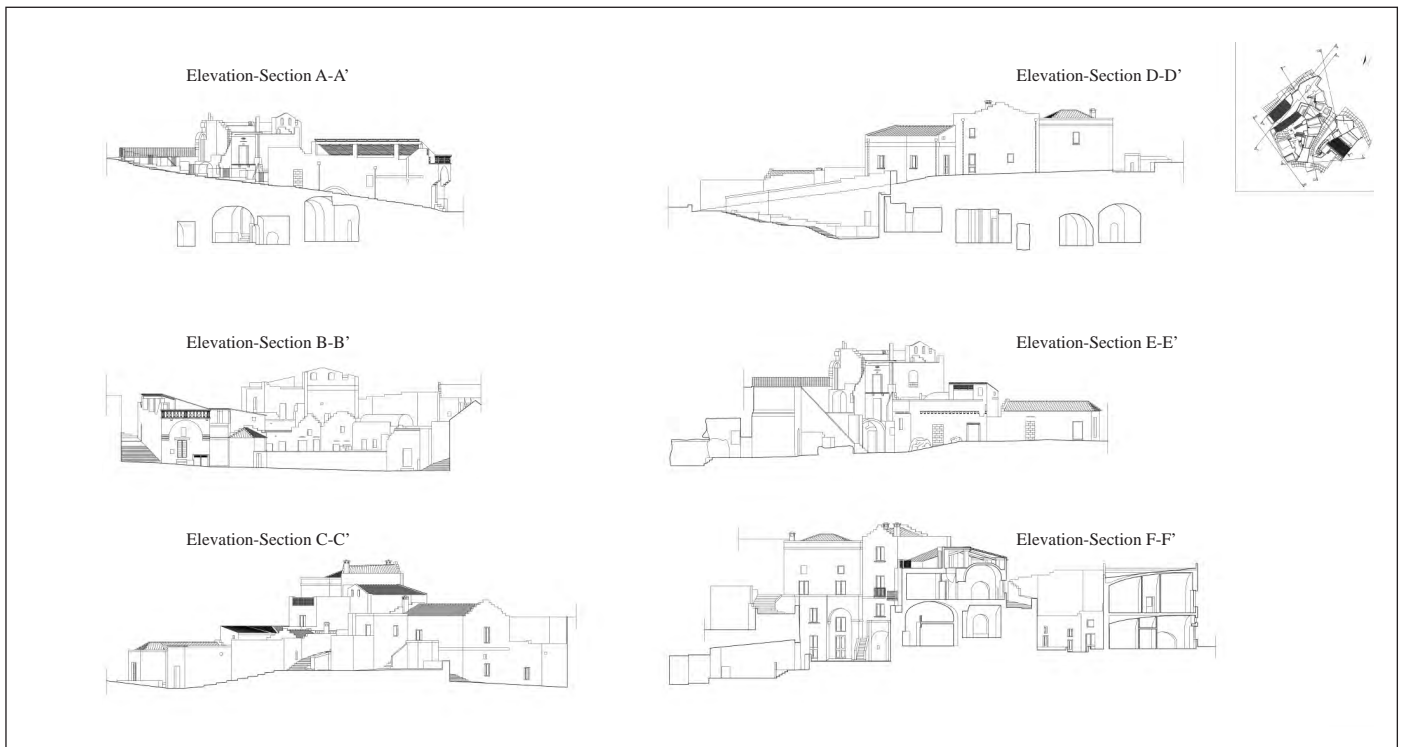 Elevation-Section A-A’
Elevation-Section D-D’
Elevation-Section B-B’
Elevation-Section E-E’
Elevation-Section C-C’
Elevation-Section F-F’